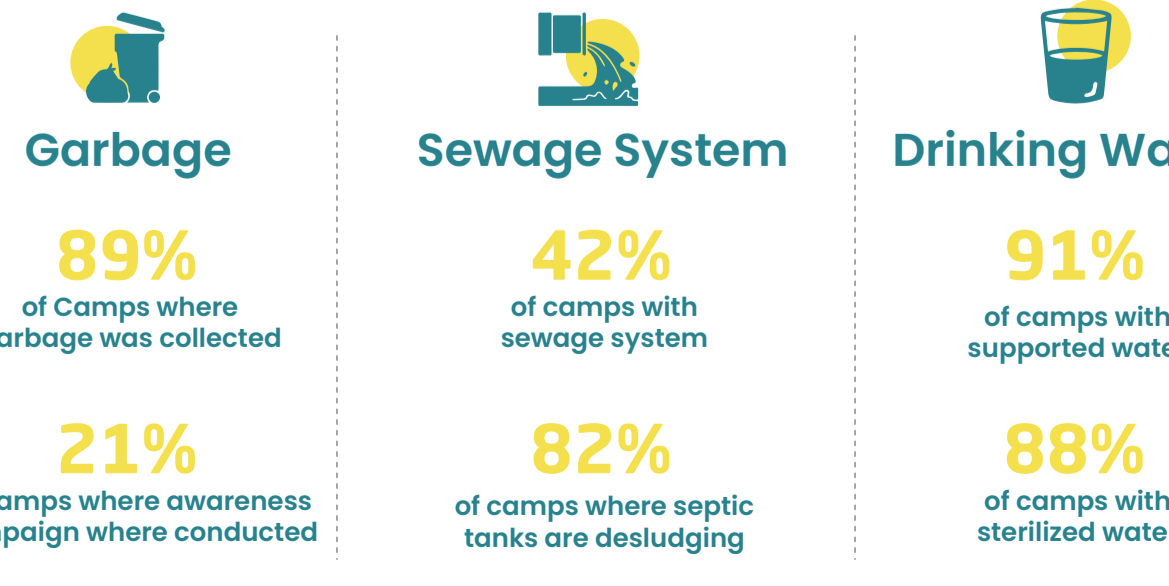 Garbage
89%
of Camps where
arbage was collected
21%
amps where awareness
paign where conducted
Sewage System
42%
of camps with
sewage system
82%
of camps where septic
tanks are desludging
Drinking Wa
91%
of camps with
supported wate
88%
of camps with
sterilized wate